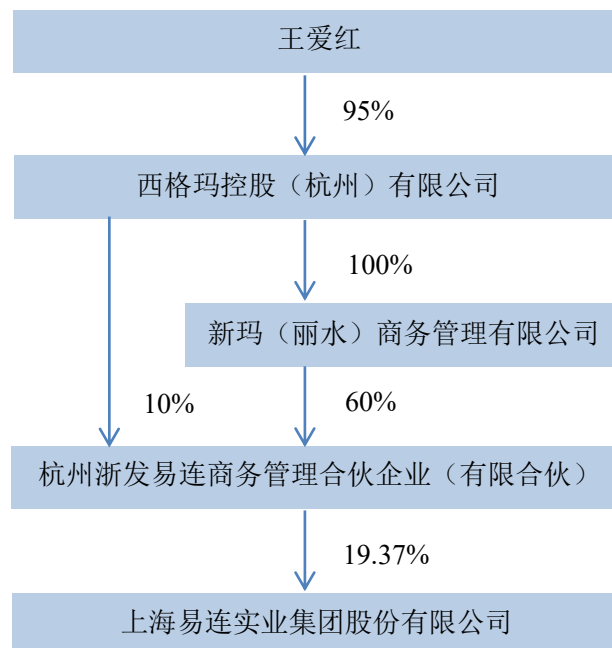 王爱红
95%
西格玛控股（杭州）有限公司
100%
新玛（丽水）商务管理有限公司
10%
60%
杭州浙发易连商务管理合伙企业（有限合伙）
19.37%
上海易连实业集团股份有限公司